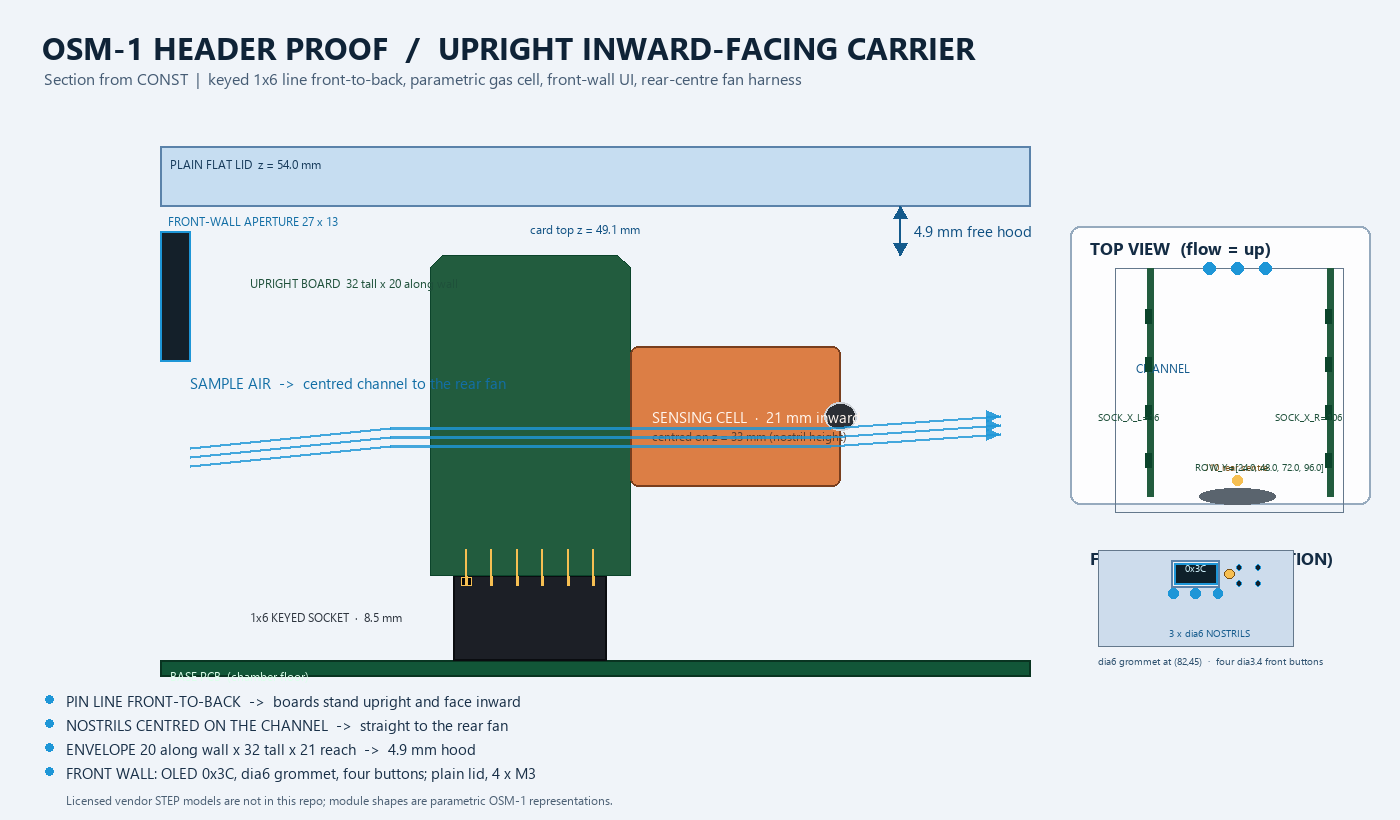 OSM-1 HEADER PROOF / UPRIGHT INWARD-FACING CARRIER
Section from CONST | keyed 1x6 line front-to-back, parametric gas cell, front-wall UI, rear-centre fan harness
PLAIN FLAT LID z = 54.0 mm
FRONT-WALL APERTURE 27 x 13
card top z = 49.1 mm
4.9 mm free hood
UPRIGHT BOARD 32 tall x 20 along wall
SAMPLE AIR -> centred channel to the rear fan
SENSING CELL · 21 mm inward
centred on z = 33 mm (nostril height)
1x6 KEYED SOCKET · 8.5 mm
BASE PCB (chamber floor)
TOP VIEW (flow = up)
CHANNEL
SOCK_X_L=
SOCK_X_R=
48.0, 72.0, 96.0]
0x3C
3 x dia6 NOSTRILS
dia6 grommet at (82,45) · four dia3.4 front buttons
PIN LINE FRONT-TO-BACK -> boards stand upright and face inward
NOSTRILS CENTRED ON THE CHANNEL -> straight to the rear fan
ENVELOPE 20 along wall x 32 tall x 21 reach -> 4.9 mm hood
FRONT WALL: OLED 0x3C, dia6 grommet, four buttons; plain lid, 4 x M3
Licensed vendor STEP models are not in this repo; module shapes are parametric OSM-1 representations.